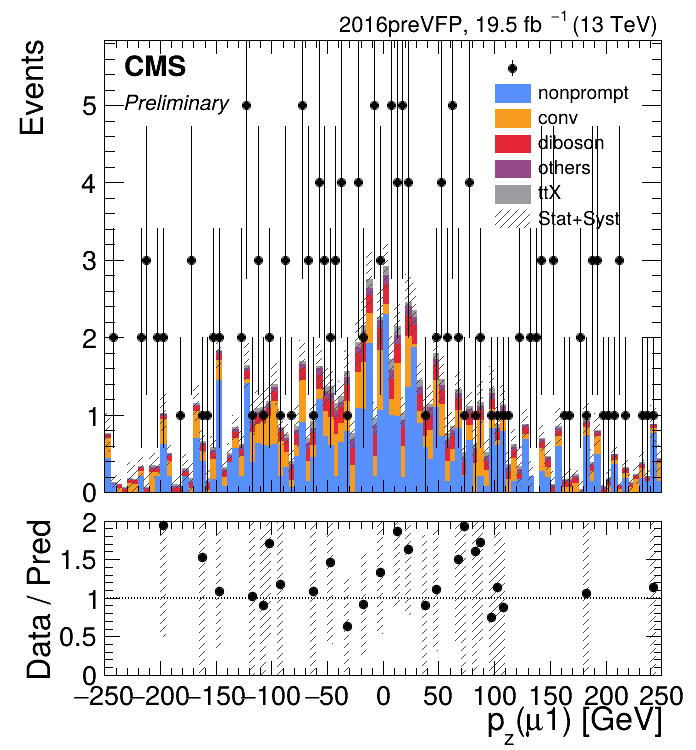 2016preVFP, 19.5 fb⁻¹ (13 TeV)
Events
CMS
Preliminary
nonprompt
conv
diboson
others
ttX
Stat+Syst
5
4
3
2
1
0
Data / Pred
2
1.5
1
0.5
0
−250 −200 −150 −100 −50 0 50 100 150 200 250
p_z(μ1) [GeV]